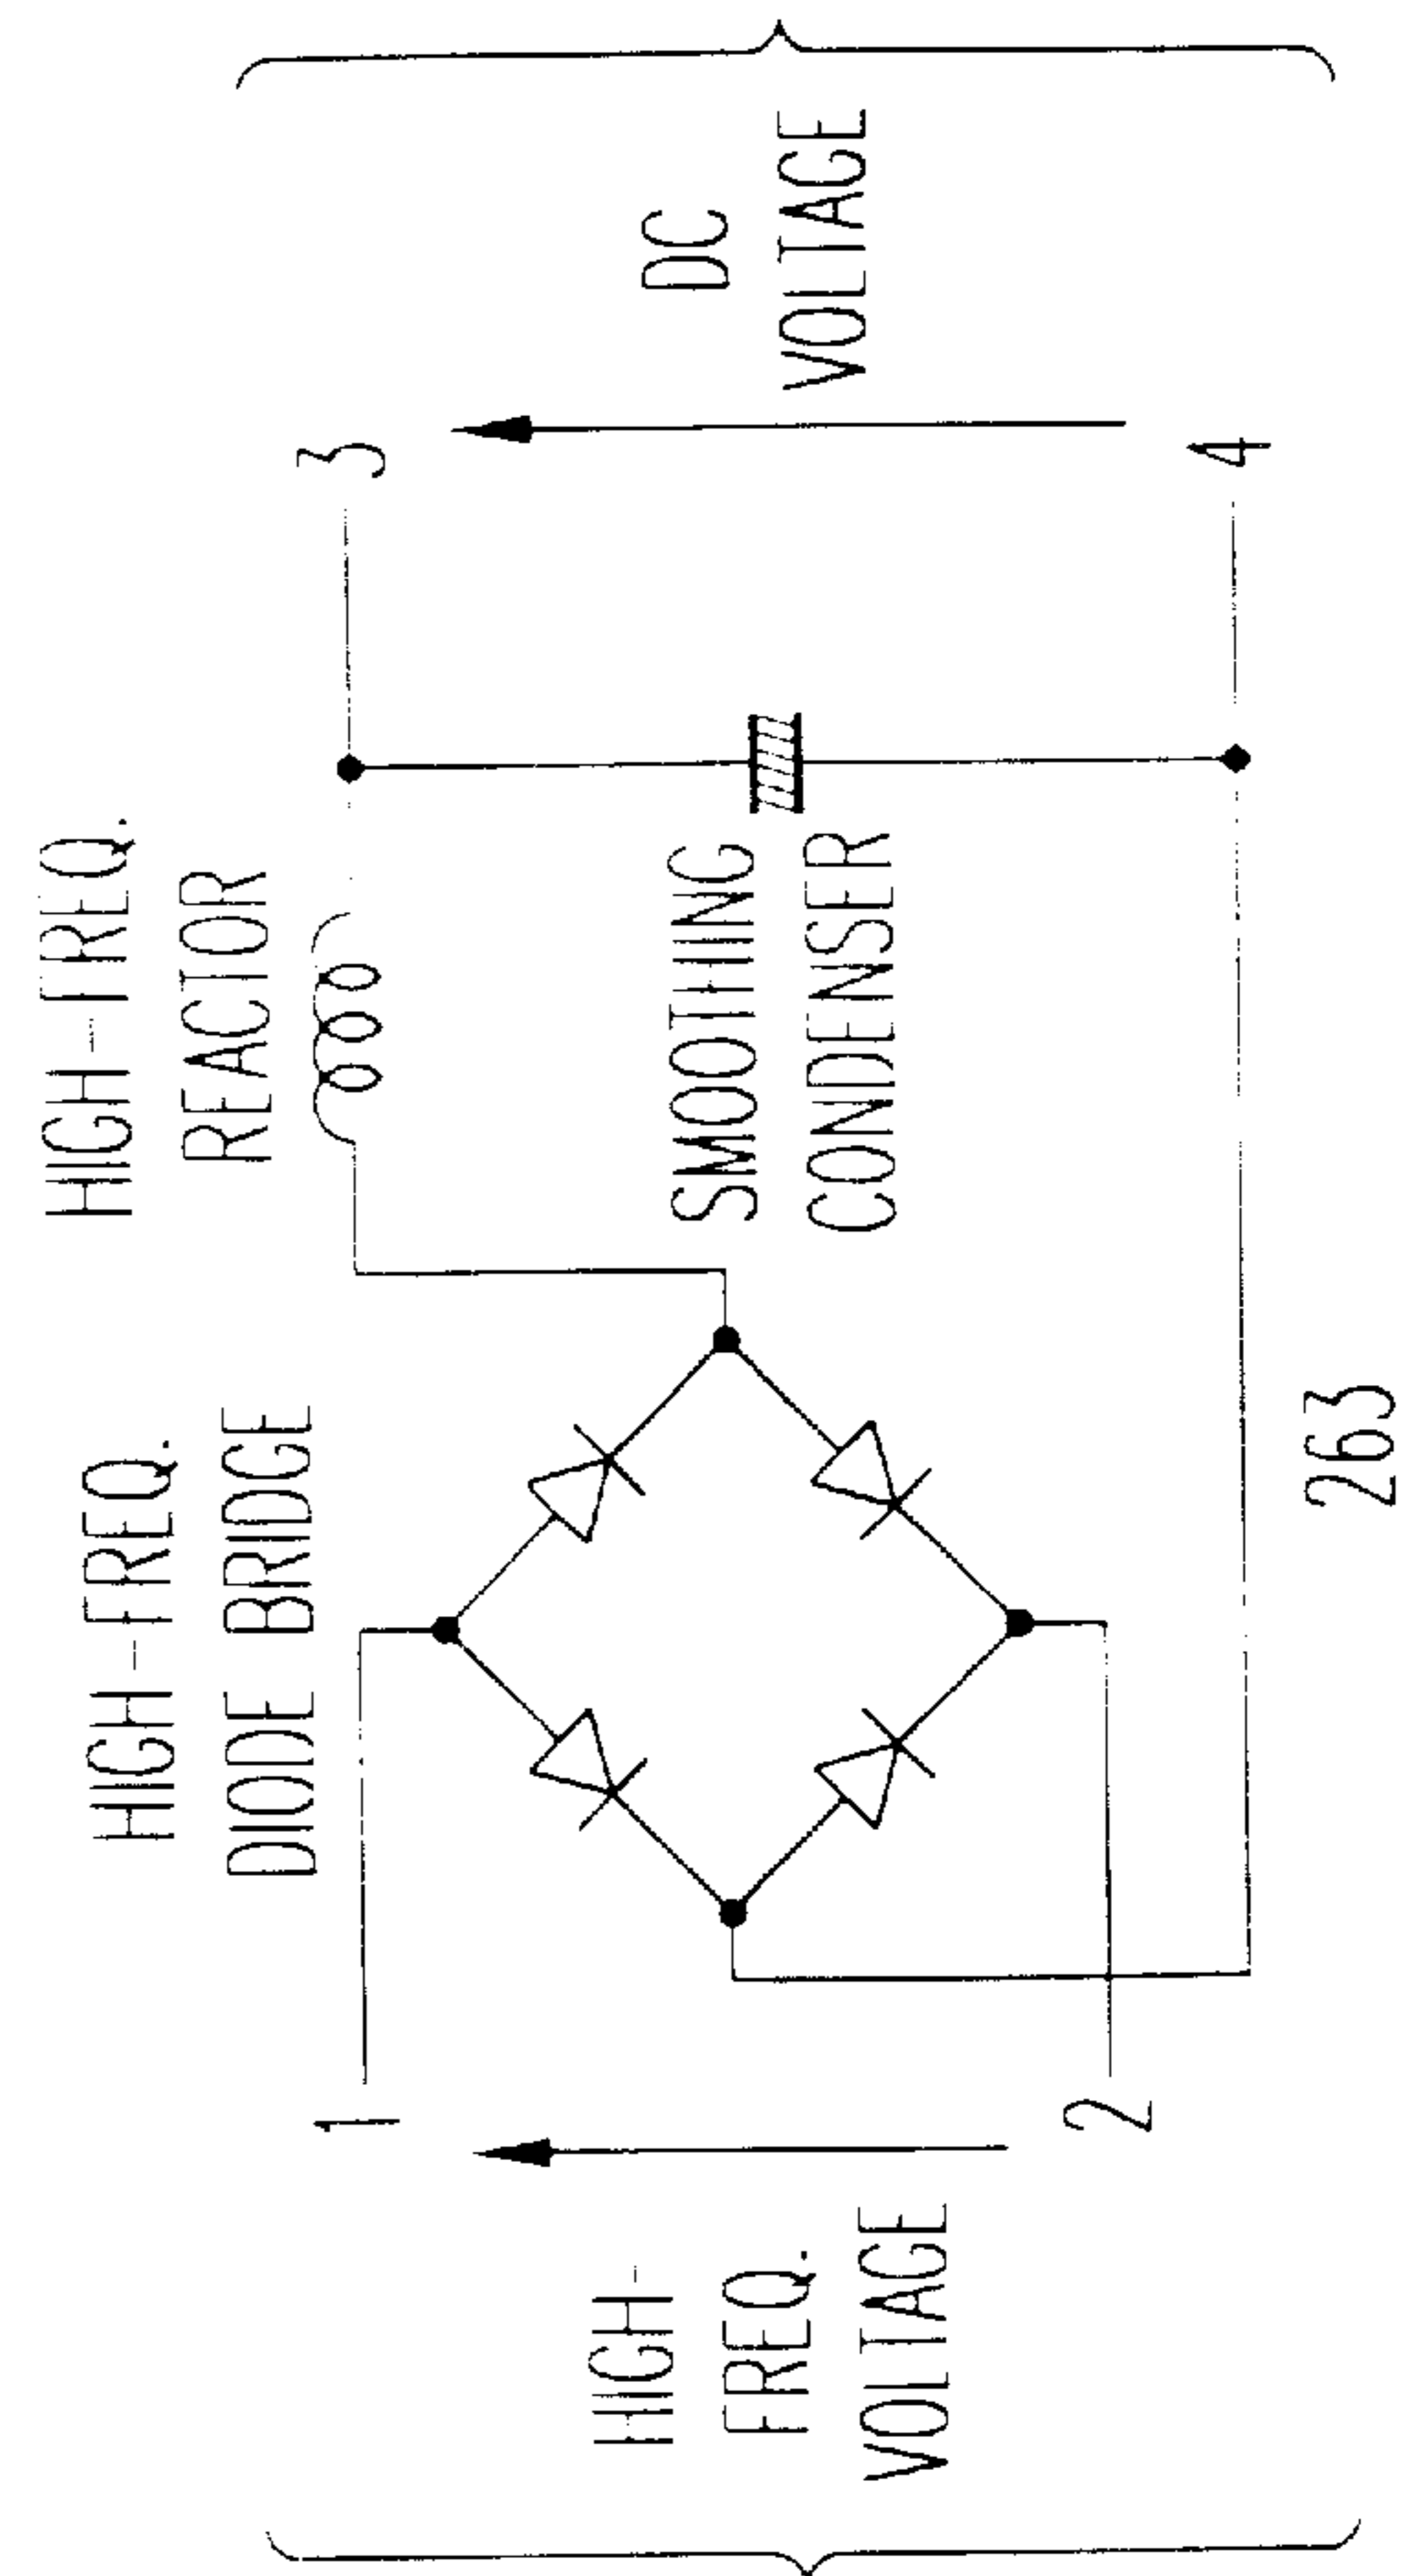 HIGH-FREQ.
DIODE BRIDGE
HIGH-FREQ.
REACTOR
1
3
HIGH-
FREQ.
VOLTAGE
SMOOTHING
CONDENSER
DC
VOLTAGE
2
4
263